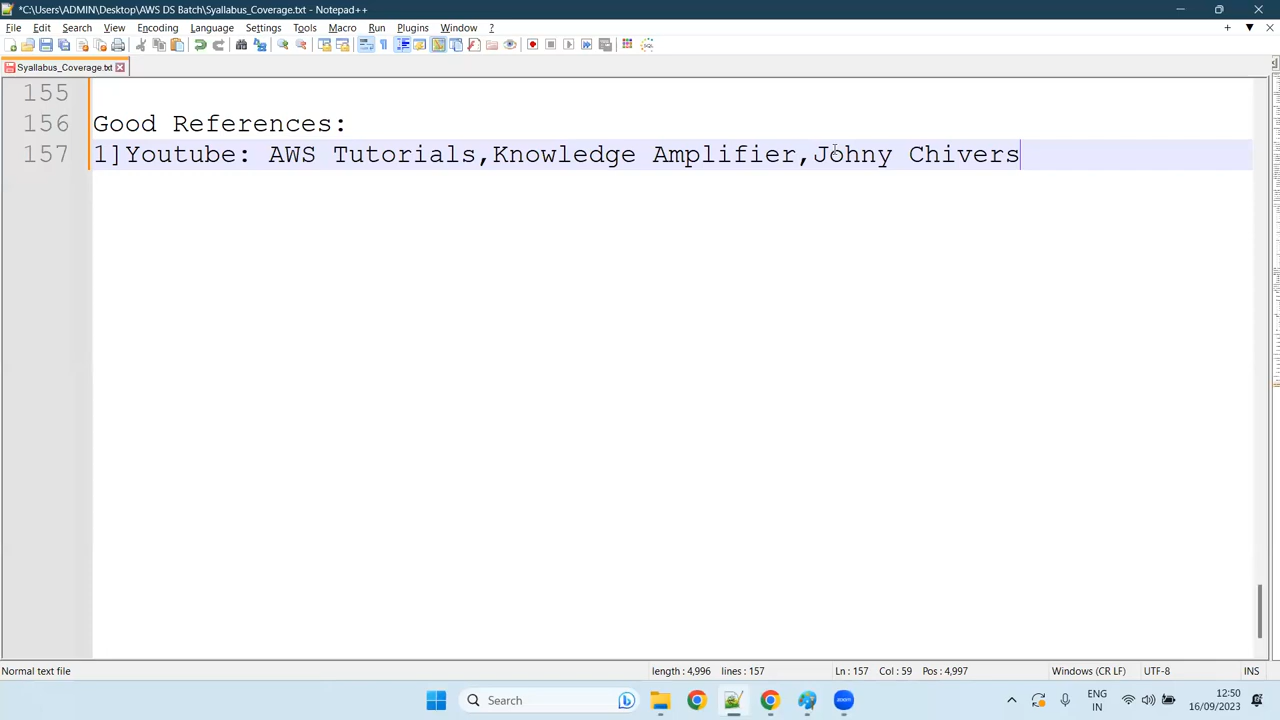 *C:\Users\ADMIN\Desktop\AWS DS Batch\Syallabus_Coverage.txt - Notepad++
File Edit Search View Encoding Language Settings Tools Macro Run Plugins Window ?
Syallabus_Coverage.txt
155
156 Good References:
157 1]Youtube: AWS Tutorials,Knowledge Amplifier,Johny Chivers
Normal text file length : 4,996 lines : 157 Ln : 157 Col : 59 Pos : 4,997 Windows (CR LF) UTF-8 INS
Search ENG 12:50
IN 16/09/2023